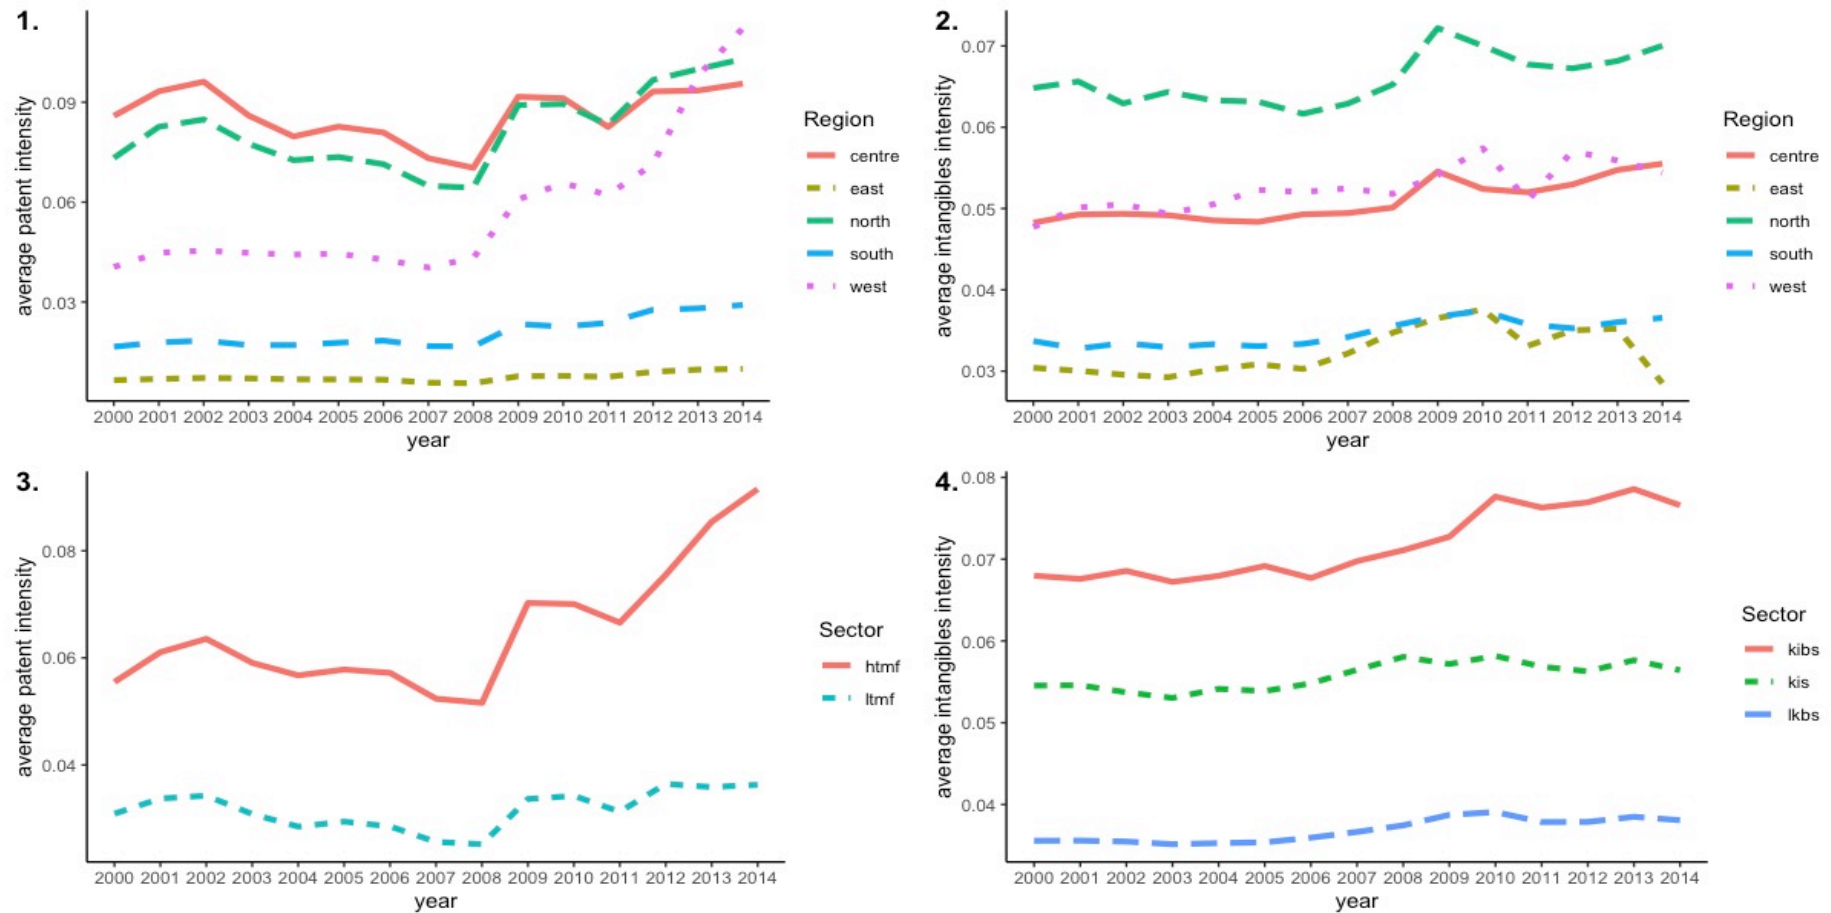 1.
average patent intensity
0.09
0.06
0.03
2000 2001 2002 2003 2004 2005 2006 2007 2008 2009 2010 2011 2012 2013 2014
year
Region
centre
east
north
south
west
2.
average intangibles intensity
0.07
0.06
0.05
0.04
0.03
2000 2001 2002 2003 2004 2005 2006 2007 2008 2009 2010 2011 2012 2013 2014
year
Region
centre
east
north
south
west
3.
average patent intensity
0.08
0.06
0.04
2000 2001 2002 2003 2004 2005 2006 2007 2008 2009 2010 2011 2012 2013 2014
year
Sector
htmf
ltmf
4.
average intangibles intensity
0.08
0.07
0.06
0.05
0.04
2000 2001 2002 2003 2004 2005 2006 2007 2008 2009 2010 2011 2012 2013 2014
year
Sector
kibs
kis
lkbs